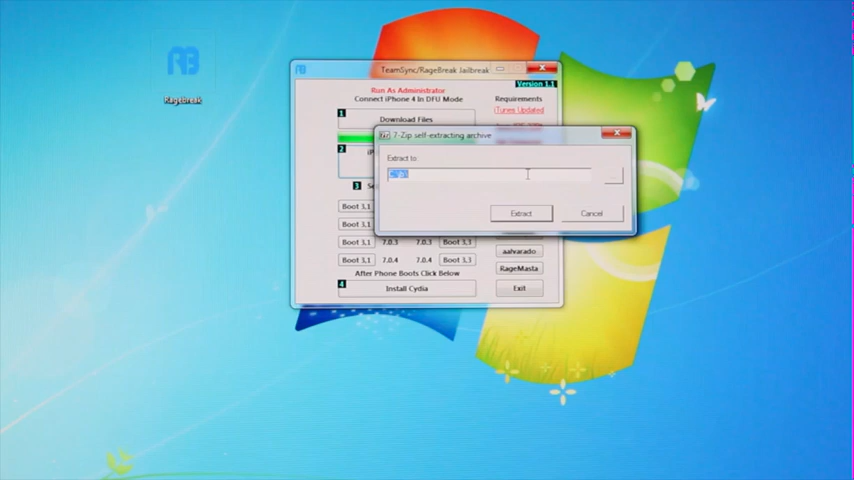 RB
RageBreak
RB
TeamSync/RageBreak Jailbreak
Version 1.1
Run As Administrator
Connect iPhone 4 In DFU Mode
Requirements
iTunes Updated
1
Download Files
7-Zip self-extracting archive
Extract to:
2
3
Extract
Cancel
Boot 3,1
Boot 3,1
Boot 3,1 7.0.3 7.0.3 Boot 3,3
aalvarado
Boot 3,1 7.0.4 7.0.4 Boot 3,3
RageMasta
After Phone Boots Click Below
4
Install Cydia
Exit